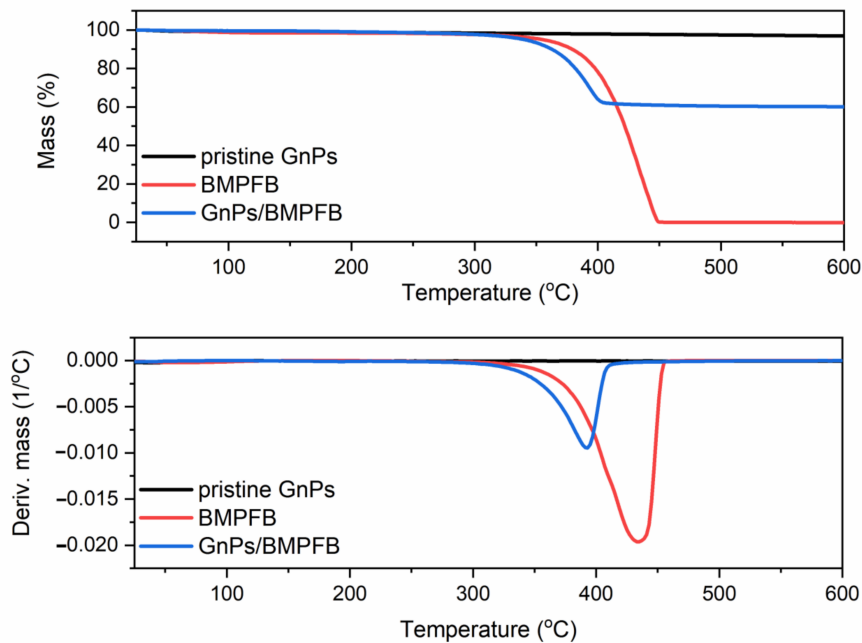 100
80
60
40
20
0
Mass (%)
pristine GnPs
BMPFB
GnPs/BMPFB
100 200 300 400 500 600
Temperature (°C)
0.000
−0.005
−0.010
−0.015
−0.020
Deriv. mass (1/°C)
pristine GnPs
BMPFB
GnPs/BMPFB
100 200 300 400 500 600
Temperature (°C)